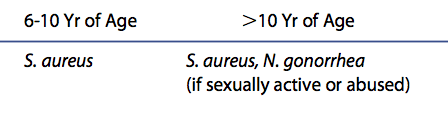 6-10 Yr of Age >10 Yr of Age
S. aureus S. aureus, N. gonorrhea
(if sexually active or abused)